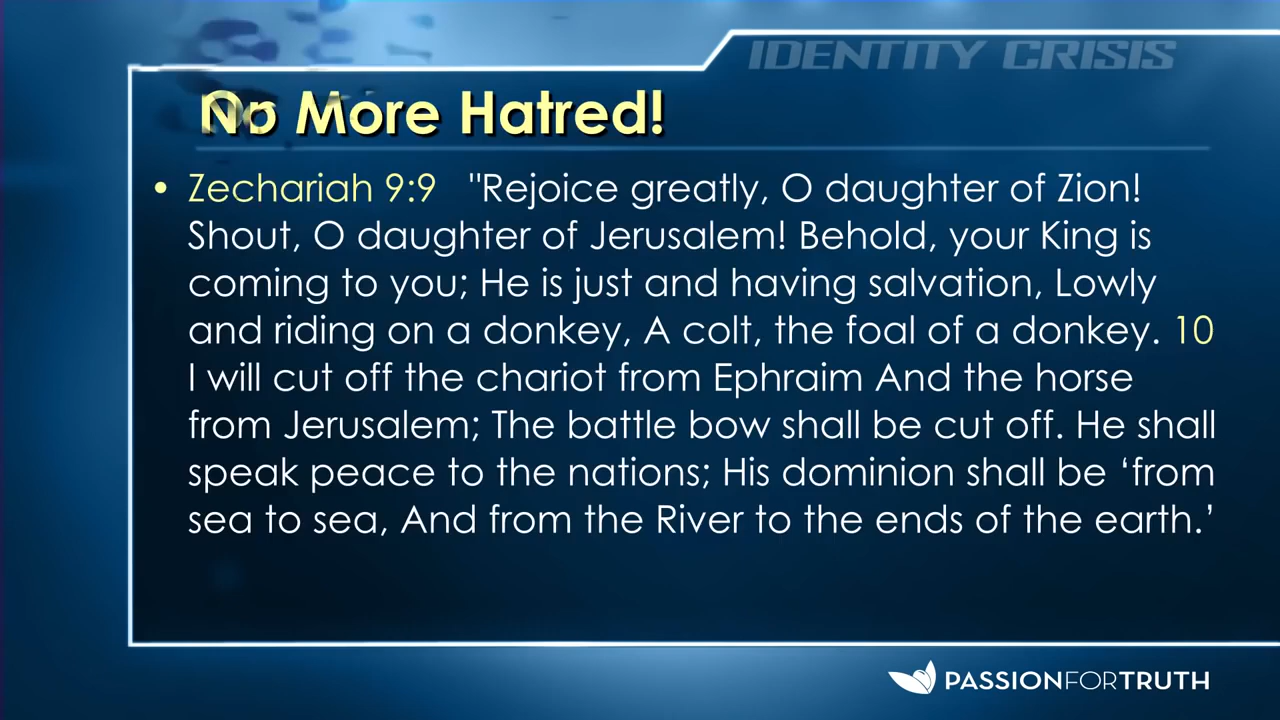 IDENTITY CRISIS
No More Hatred!
• Zechariah 9:9 "Rejoice greatly, O daughter of Zion!
Shout, O daughter of Jerusalem! Behold, your King is
coming to you; He is just and having salvation, Lowly
and riding on a donkey, A colt, the foal of a donkey. 10
I will cut off the chariot from Ephraim And the horse
from Jerusalem; The battle bow shall be cut off. He shall
speak peace to the nations; His dominion shall be ‘from
sea to sea, And from the River to the ends of the earth.’
PASSIONFORTRUTH